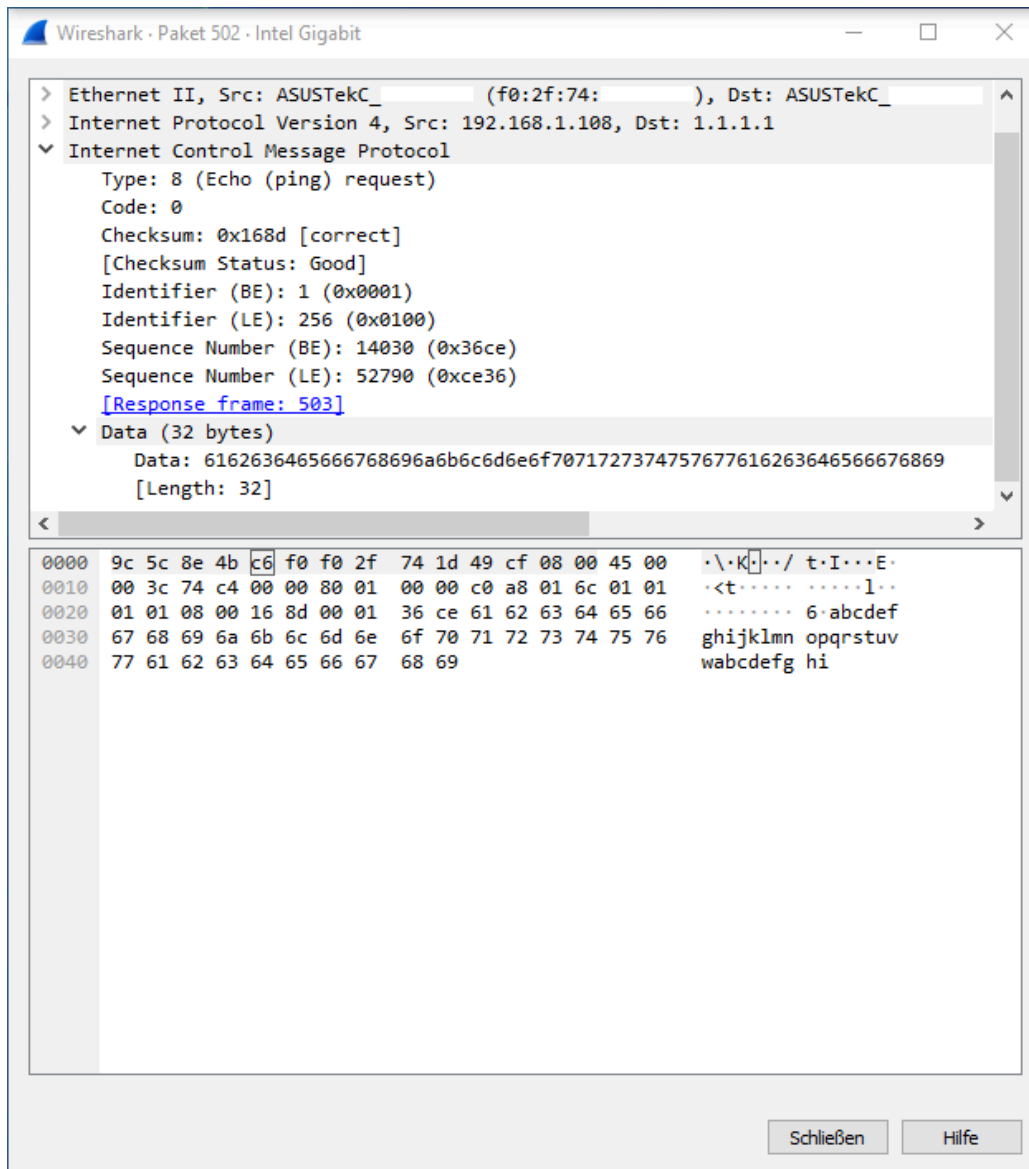 Wireshark · Paket 502 · Intel Gigabit
Ethernet II, Src: ASUSTekC_ (f0:2f:74: ), Dst: ASUSTekC_
Internet Protocol Version 4, Src: 192.168.1.108, Dst: 1.1.1.1
Internet Control Message Protocol
Type: 8 (Echo (ping) request)
Code: 0
Checksum: 0x168d [correct]
[Checksum Status: Good]
Identifier (BE): 1 (0x0001)
Identifier (LE): 256 (0x0100)
Sequence Number (BE): 14030 (0x36ce)
Sequence Number (LE): 52790 (0xce36)
[Response frame: 503]
Data (32 bytes)
Data: 6162636465666768696a6b6c6d6e6f7071727374757677616263646566676869
[Length: 32]
0000 9c 5c 8e 4b c6 f0 f0 2f 74 1d 49 cf 08 00 45 00 ·\·K···/ t·I···E·
0010 00 3c 74 c4 00 00 80 01 00 00 c0 a8 01 6c 01 01 ·<t····· ·····l··
0020 01 01 08 00 16 8d 00 01 36 ce 61 62 63 64 65 66 ········ 6·abcdef
0030 67 68 69 6a 6b 6c 6d 6e 6f 70 71 72 73 74 75 76 ghijklmn opqrstuv
0040 77 61 62 63 64 65 66 67 68 69 wabcdefg hi
Schließen Hilfe